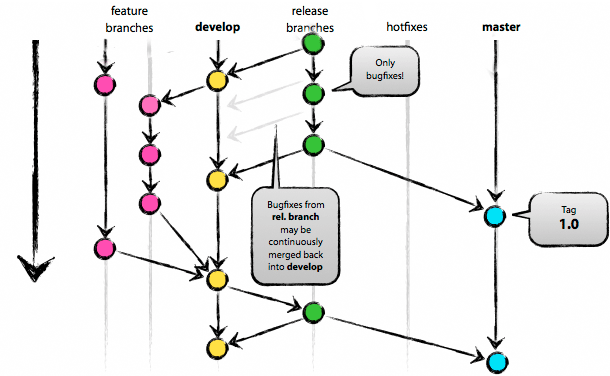 feature
branches
develop
release
branches
hotfixes
master
Only
bugfixes!
Tag
1.0
Bugfixes from
rel. branch
may be
continuously
merged back
into develop